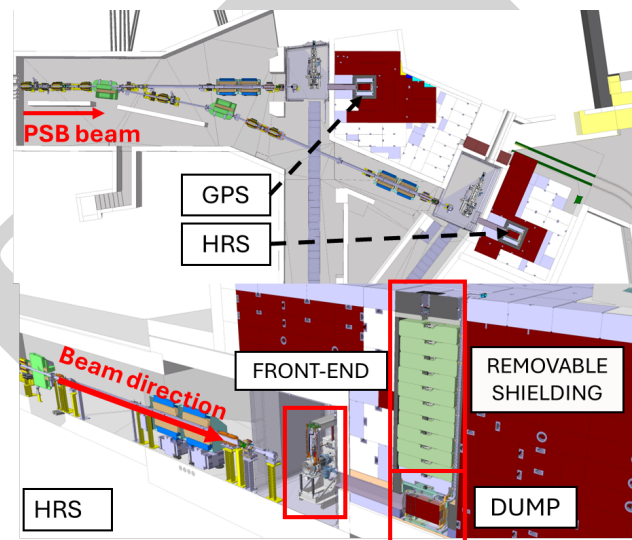 PSB beam
GPS
HRS
Beam direction
FRONT-END
REMOVABLE
SHIELDING
HRS
DUMP